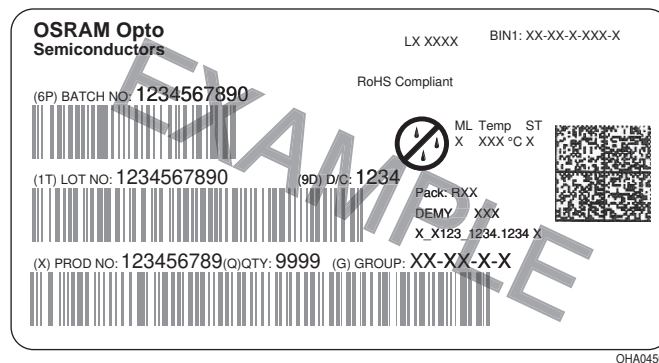 OSRAM Opto
Semiconductors
LX XXXX
BIN1: XX-XX-X-XXX-X
RoHS Compliant
(6P) BATCH NO: 1234567890
ML Temp ST
X XXX °C X
(1T) LOT NO: 1234567890 (9D) D/C: 1234
Pack: RXX
DEMY XXX
X_X123_1234.1234 X
(X) PROD NO: 123456789(Q)QTY: 9999 (G) GROUP: XX-XX-X-X
EXAMPLE
OHA045